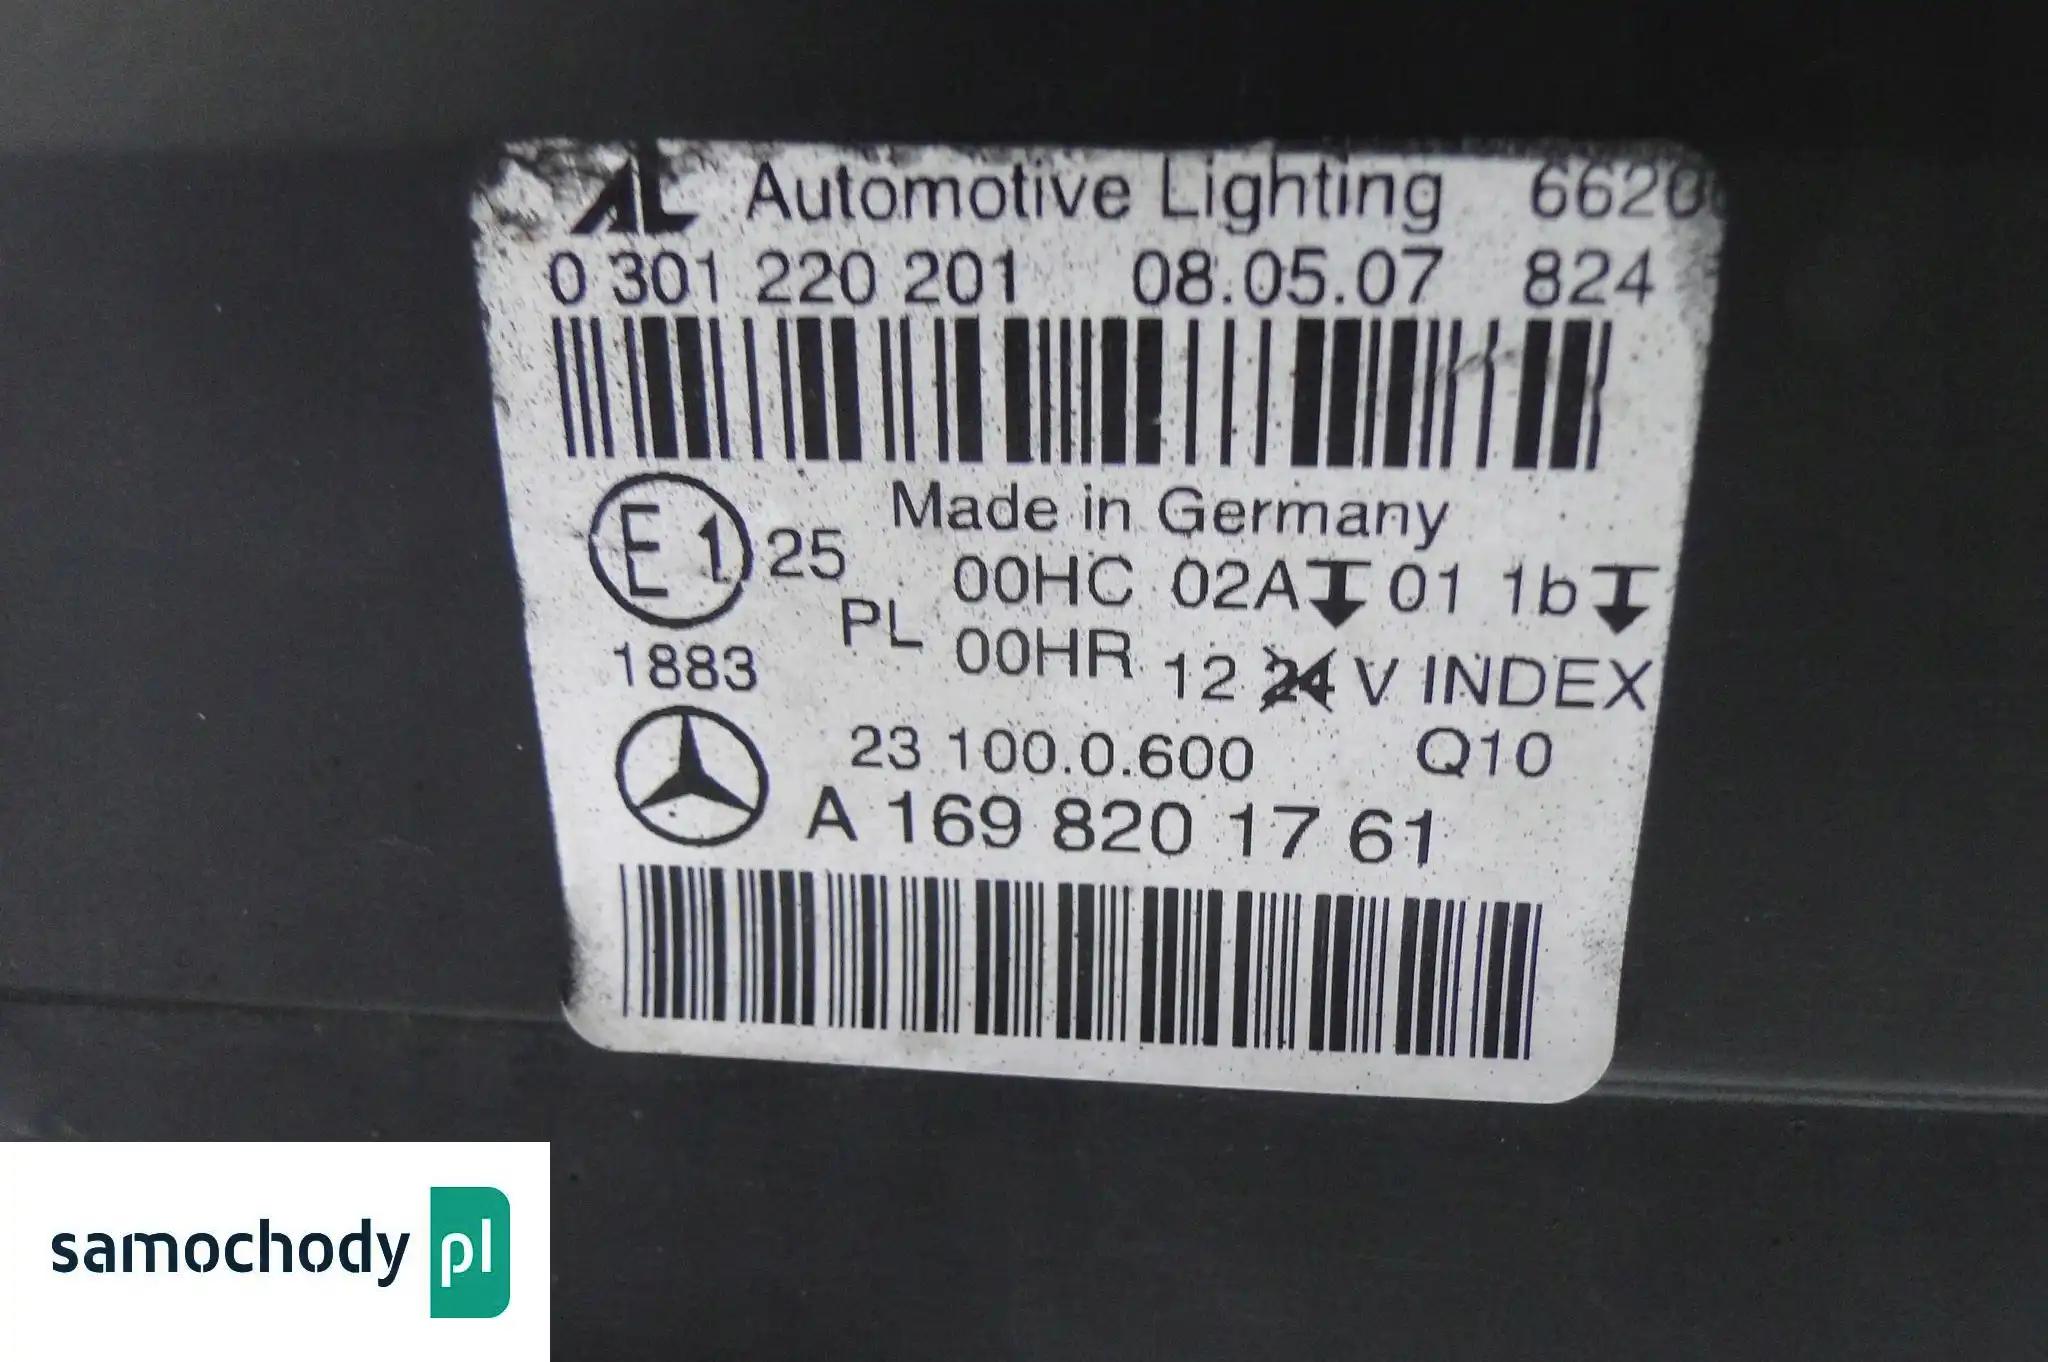 AL Automotive Lighting 6620
0 301 220 201 08.05.07 824
Made in Germany
E1 25 00HC 02A 01 1b
PL 00HR 12 24 V INDEX
1883
23 100.0.600 Q10
A 169 820 17 61
samochody pl